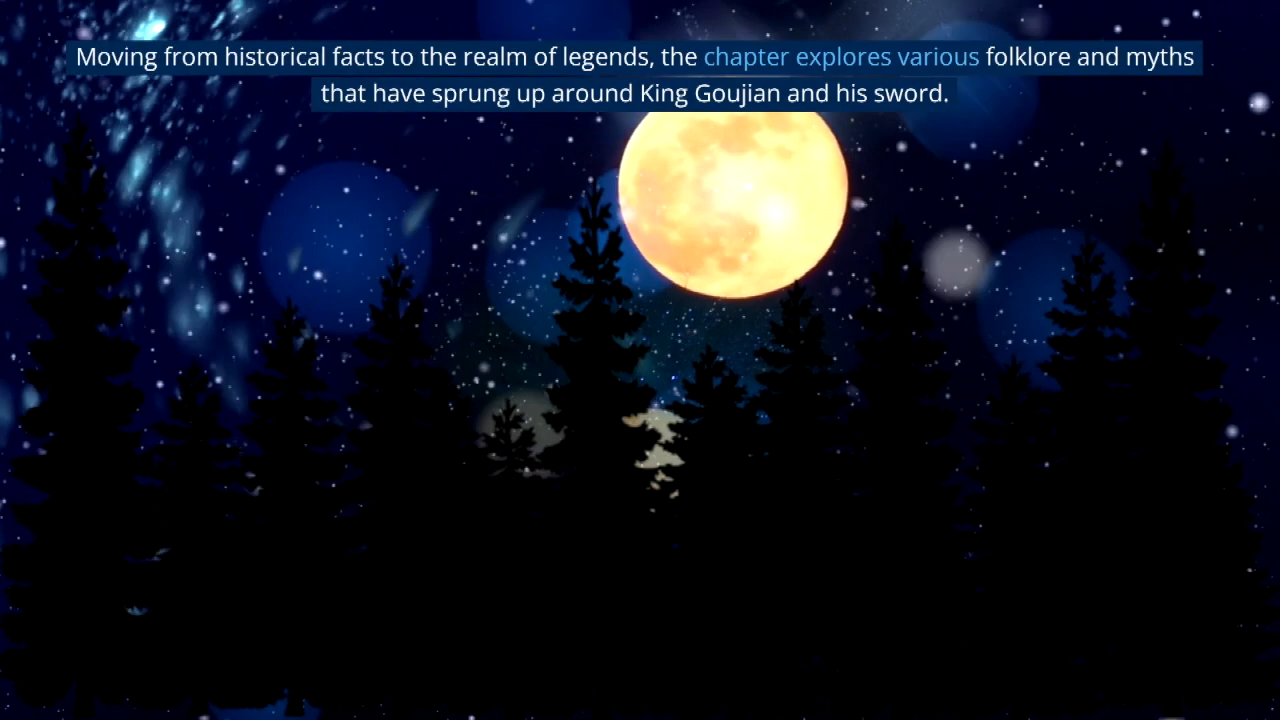 Moving from historical facts to the realm of legends, the chapter explores various folklore and myths
that have sprung up around King Goujian and his sword.